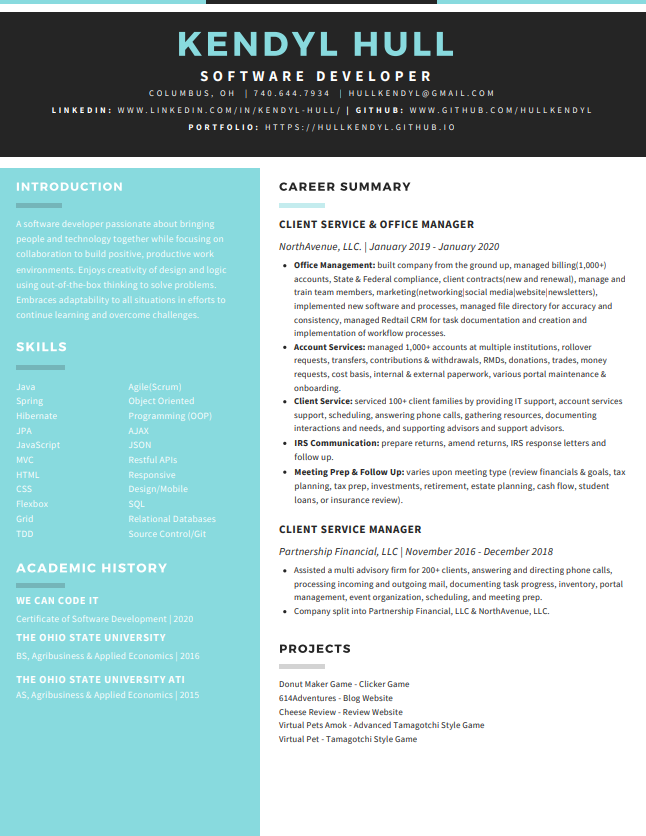 KENDYL HULL
SOFTWARE DEVELOPER
COLUMBUS, OH | 740.644.7934 | HULLKENDYL@GMAIL.COM
LINKEDIN: WWW.LINKEDIN.COM/IN/KENDYL-HULL/ | GITHUB: WWW.GITHUB.COM/HULLKENDYL
PORTFOLIO: HTTPS://HULLKENDYL.GITHUB.IO
INTRODUCTION
A software developer passionate about bringing
people and technology together while focusing on
collaboration to build positive, productive work
environments. Enjoys creativity of design and logic
using out-of-the-box thinking to solve problems.
Embraces adaptability to all situations in efforts to
continue learning and overcome challenges.
SKILLS
Java
Spring
Hibernate
JPA
JavaScript
MVC
HTML
CSS
Flexbox
Grid
TDD
Agile(Scrum)
Object Oriented
Programming (OOP)
AJAX
JSON
Restful APIs
Responsive
Design/Mobile
SQL
Relational Databases
Source Control/Git
ACADEMIC HISTORY
WE CAN CODE IT
Certificate of Software Development | 2020
THE OHIO STATE UNIVERSITY
BS, Agribusiness & Applied Economics | 2016
THE OHIO STATE UNIVERSITY ATI
AS, Agribusiness & Applied Economics | 2015
CAREER SUMMARY
CLIENT SERVICE & OFFICE MANAGER
NorthAvenue, LLC. | January 2019 - January 2020
• Office Management: built company from the ground up, managed billing(1,000+)
accounts, State & Federal compliance, client contracts(new and renewal), manage and
train team members, marketing(networking|social media|website|newsletters),
implemented new software and processes, managed file directory for accuracy and
consistency, managed Redtail CRM for task documentation and creation and
implementation of workflow processes.
• Account Services: managed 1,000+ accounts at multiple institutions, rollover
requests, transfers, contributions & withdrawals, RMDs, donations, trades, money
requests, cost basis, internal & external paperwork, various portal maintenance &
onboarding.
• Client Service: serviced 100+ client families by providing IT support, account services
support, scheduling, answering phone calls, gathering resources, documenting
interactions and needs, and supporting advisors and support advisors.
• IRS Communication: prepare returns, amend returns, IRS response letters and
follow up.
• Meeting Prep & Follow Up: varies upon meeting type (review financials & goals, tax
planning, tax prep, investments, retirement, estate planning, cash flow, student
loans, or insurance review).
CLIENT SERVICE MANAGER
Partnership Financial, LLC | November 2016 - December 2018
• Assisted a multi advisory firm for 200+ clients, answering and directing phone calls,
processing incoming and outgoing mail, documenting task progress, inventory, portal
management, event organization, scheduling, and meeting prep.
• Company split into Partnership Financial, LLC & NorthAvenue, LLC.
PROJECTS
Donut Maker Game - Clicker Game
614Adventures - Blog Website
Cheese Review - Review Website
Virtual Pets Amok - Advanced Tamagotchi Style Game
Virtual Pet - Tamagotchi Style Game